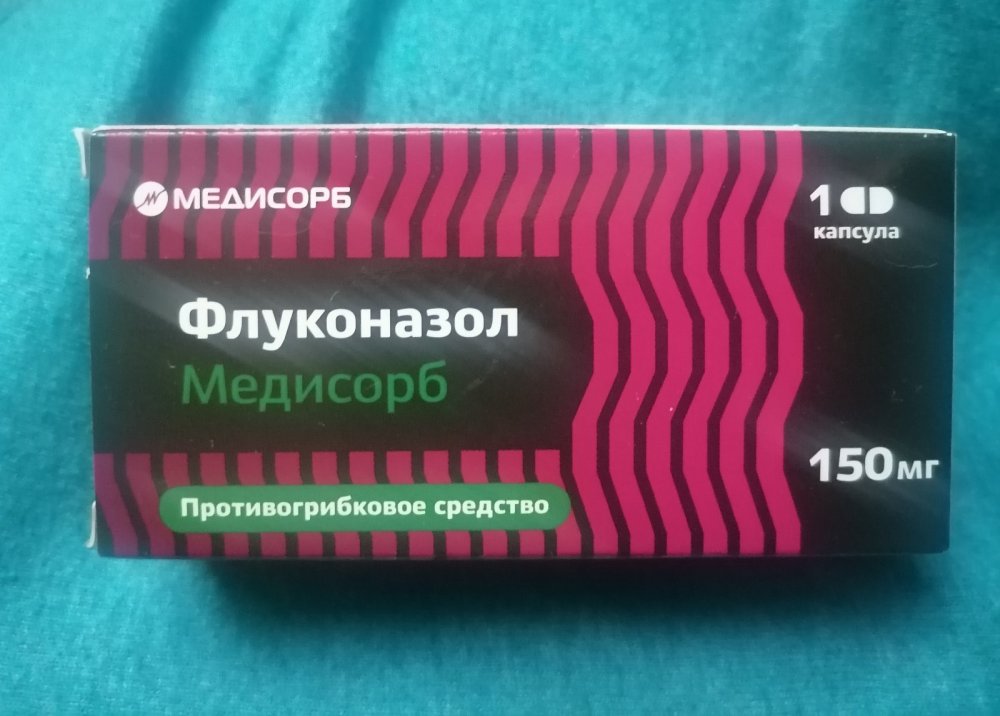 МЕДИСОРБ
1
капсула
Флуконазол
Медисорб
150мг
Противогрибковое средство